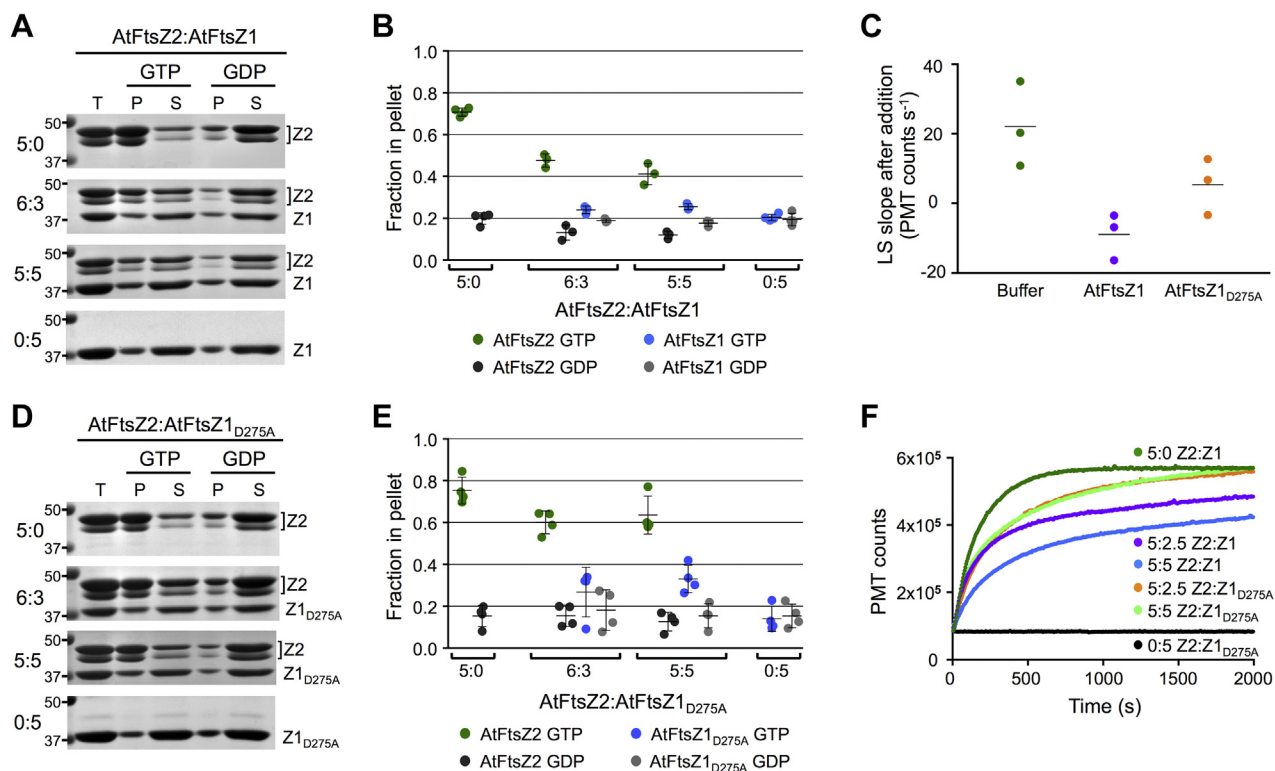 A
AtFtsZ2:AtFtsZ1
GTP GDP
T P S P S
5:0 50 37 Z2
6:3 50 37 Z2 Z1
5:5 50 37 Z2 Z1
0:5 50 37 Z1
B
Fraction in pellet
1.0
0.8
0.6
0.4
0.2
0.0
5:0 6:3 5:5 0:5
AtFtsZ2:AtFtsZ1
AtFtsZ2 GTP AtFtsZ1 GTP
AtFtsZ2 GDP AtFtsZ1 GDP
C
LS slope after addition
(PMT counts s⁻¹)
40
20
0
-20
Buffer AtFtsZ1 AtFtsZ1D275A
D
AtFtsZ2:AtFtsZ1D275A
GTP GDP
T P S P S
5:0 50 37 Z2
6:3 50 37 Z2 Z1D275A
5:5 50 37 Z2 Z1D275A
0:5 50 37 Z1D275A
E
Fraction in pellet
1.0
0.8
0.6
0.4
0.2
0.0
5:0 6:3 5:5 0:5
AtFtsZ2:AtFtsZ1D275A
AtFtsZ2 GTP AtFtsZ1D275A GTP
AtFtsZ2 GDP AtFtsZ1D275A GDP
F
PMT counts
6x10⁵
4x10⁵
2x10⁵
0
5:0 Z2:Z1
5:2.5 Z2:Z1
5:5 Z2:Z1
5:2.5 Z2:Z1D275A
5:5 Z2:Z1D275A
0:5 Z2:Z1D275A
0 500 1000 1500 2000
Time (s)